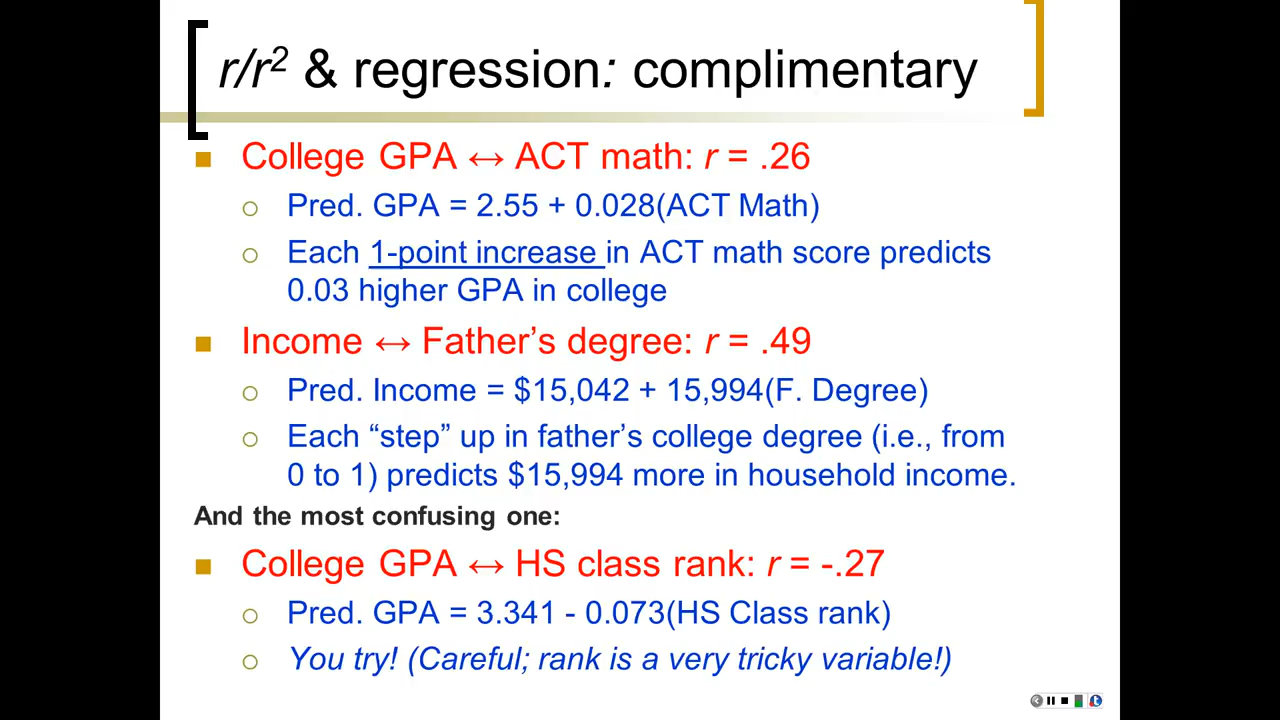 r/r² & regression: complimentary
College GPA ↔ ACT math: r = .26
Pred. GPA = 2.55 + 0.028(ACT Math)
Each 1-point increase in ACT math score predicts
0.03 higher GPA in college
Income ↔ Father’s degree: r = .49
Pred. Income = $15,042 + 15,994(F. Degree)
Each “step” up in father’s college degree (i.e., from
0 to 1) predicts $15,994 more in household income.
And the most confusing one:
College GPA ↔ HS class rank: r = -.27
Pred. GPA = 3.341 - 0.073(HS Class rank)
You try! (Careful; rank is a very tricky variable!)